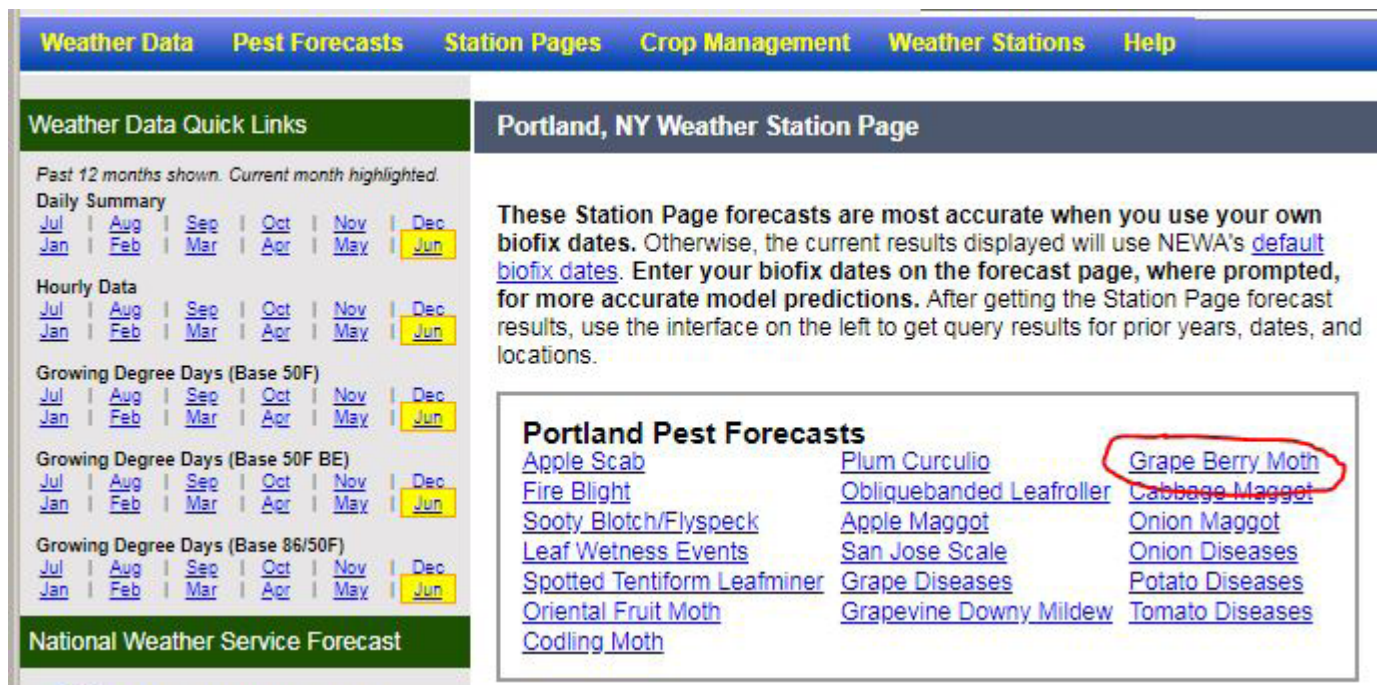 Weather Data Pest Forecasts Station Pages Crop Management Weather Stations Help
Weather Data Quick Links
Past 12 months shown. Current month highlighted.
Daily Summary
Jul | Aug | Sep | Oct | Nov | Dec
Jan | Feb | Mar | Apr | May | Jun
Hourly Data
Jul | Aug | Sep | Oct | Nov | Dec
Jan | Feb | Mar | Apr | May | Jun
Growing Degree Days (Base 50F)
Jul | Aug | Sep | Oct | Nov | Dec
Jan | Feb | Mar | Apr | May | Jun
Growing Degree Days (Base 50F BE)
Jul | Aug | Sep | Oct | Nov | Dec
Jan | Feb | Mar | Apr | May | Jun
Growing Degree Days (Base 86/50F)
Jul | Aug | Sep | Oct | Nov | Dec
Jan | Feb | Mar | Apr | May | Jun
National Weather Service Forecast
Portland, NY Weather Station Page
These Station Page forecasts are most accurate when you use your own
biofix dates. Otherwise, the current results displayed will use NEWA's default
biofix dates. Enter your biofix dates on the forecast page, where prompted,
for more accurate model predictions. After getting the Station Page forecast
results, use the interface on the left to get query results for prior years, dates, and
locations.
Portland Pest Forecasts
Apple Scab Plum Curculio Grape Berry Moth
Fire Blight Obliquebanded Leafroller Cabbage Maggot
Sooty Blotch/Flyspeck Apple Maggot Onion Maggot
Leaf Wetness Events San Jose Scale Onion Diseases
Spotted Tentiform Leafminer Grape Diseases Potato Diseases
Oriental Fruit Moth Grapevine Downy Mildew Tomato Diseases
Codling Moth